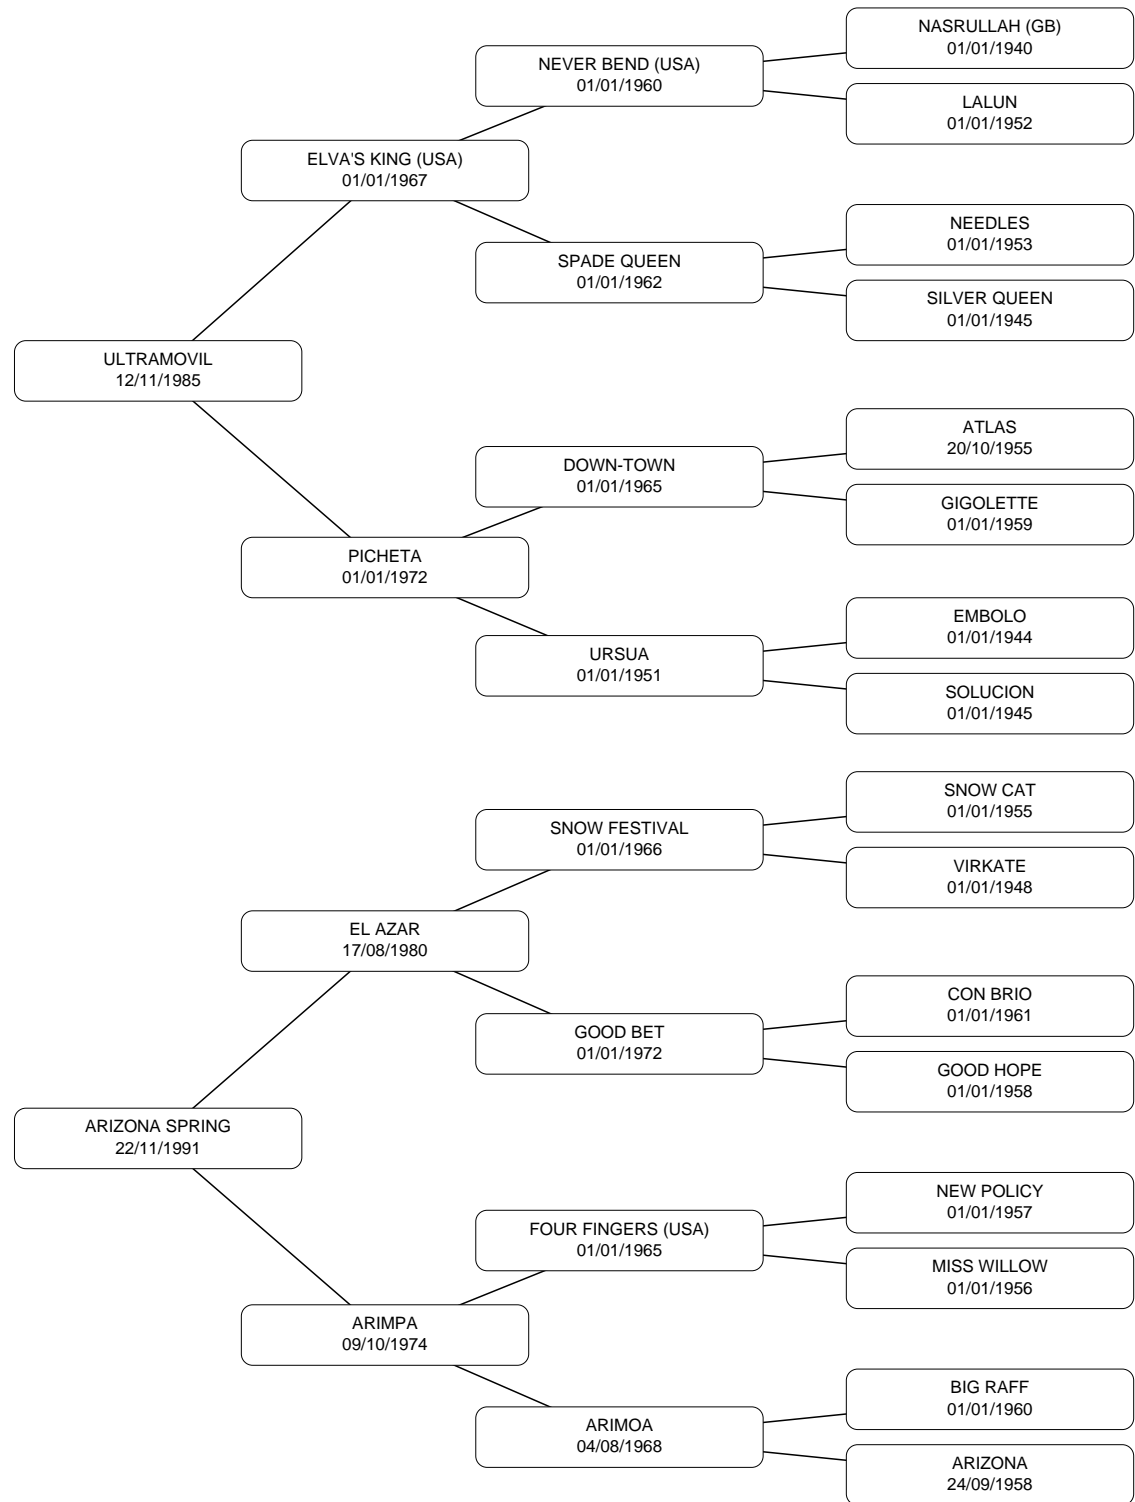 NASRULLAH (GB)
01/01/1940
NEVER BEND (USA)
01/01/1960
LALUN
01/01/1952
ELVA'S KING (USA)
01/01/1967
NEEDLES
01/01/1953
SPADE QUEEN
01/01/1962
SILVER QUEEN
01/01/1945
ULTRAMOVIL
12/11/1985
ATLAS
20/10/1955
DOWN-TOWN
01/01/1965
GIGOLETTE
01/01/1959
PICHETA
01/01/1972
EMBOLO
01/01/1944
URSUA
01/01/1951
SOLUCION
01/01/1945
SNOW CAT
01/01/1955
SNOW FESTIVAL
01/01/1966
VIRKATE
01/01/1948
EL AZAR
17/08/1980
CON BRIO
01/01/1961
GOOD BET
01/01/1972
GOOD HOPE
01/01/1958
ARIZONA SPRING
22/11/1991
NEW POLICY
01/01/1957
FOUR FINGERS (USA)
01/01/1965
MISS WILLOW
01/01/1956
ARIMPA
09/10/1974
BIG RAFF
01/01/1960
ARIMOA
04/08/1968
ARIZONA
24/09/1958